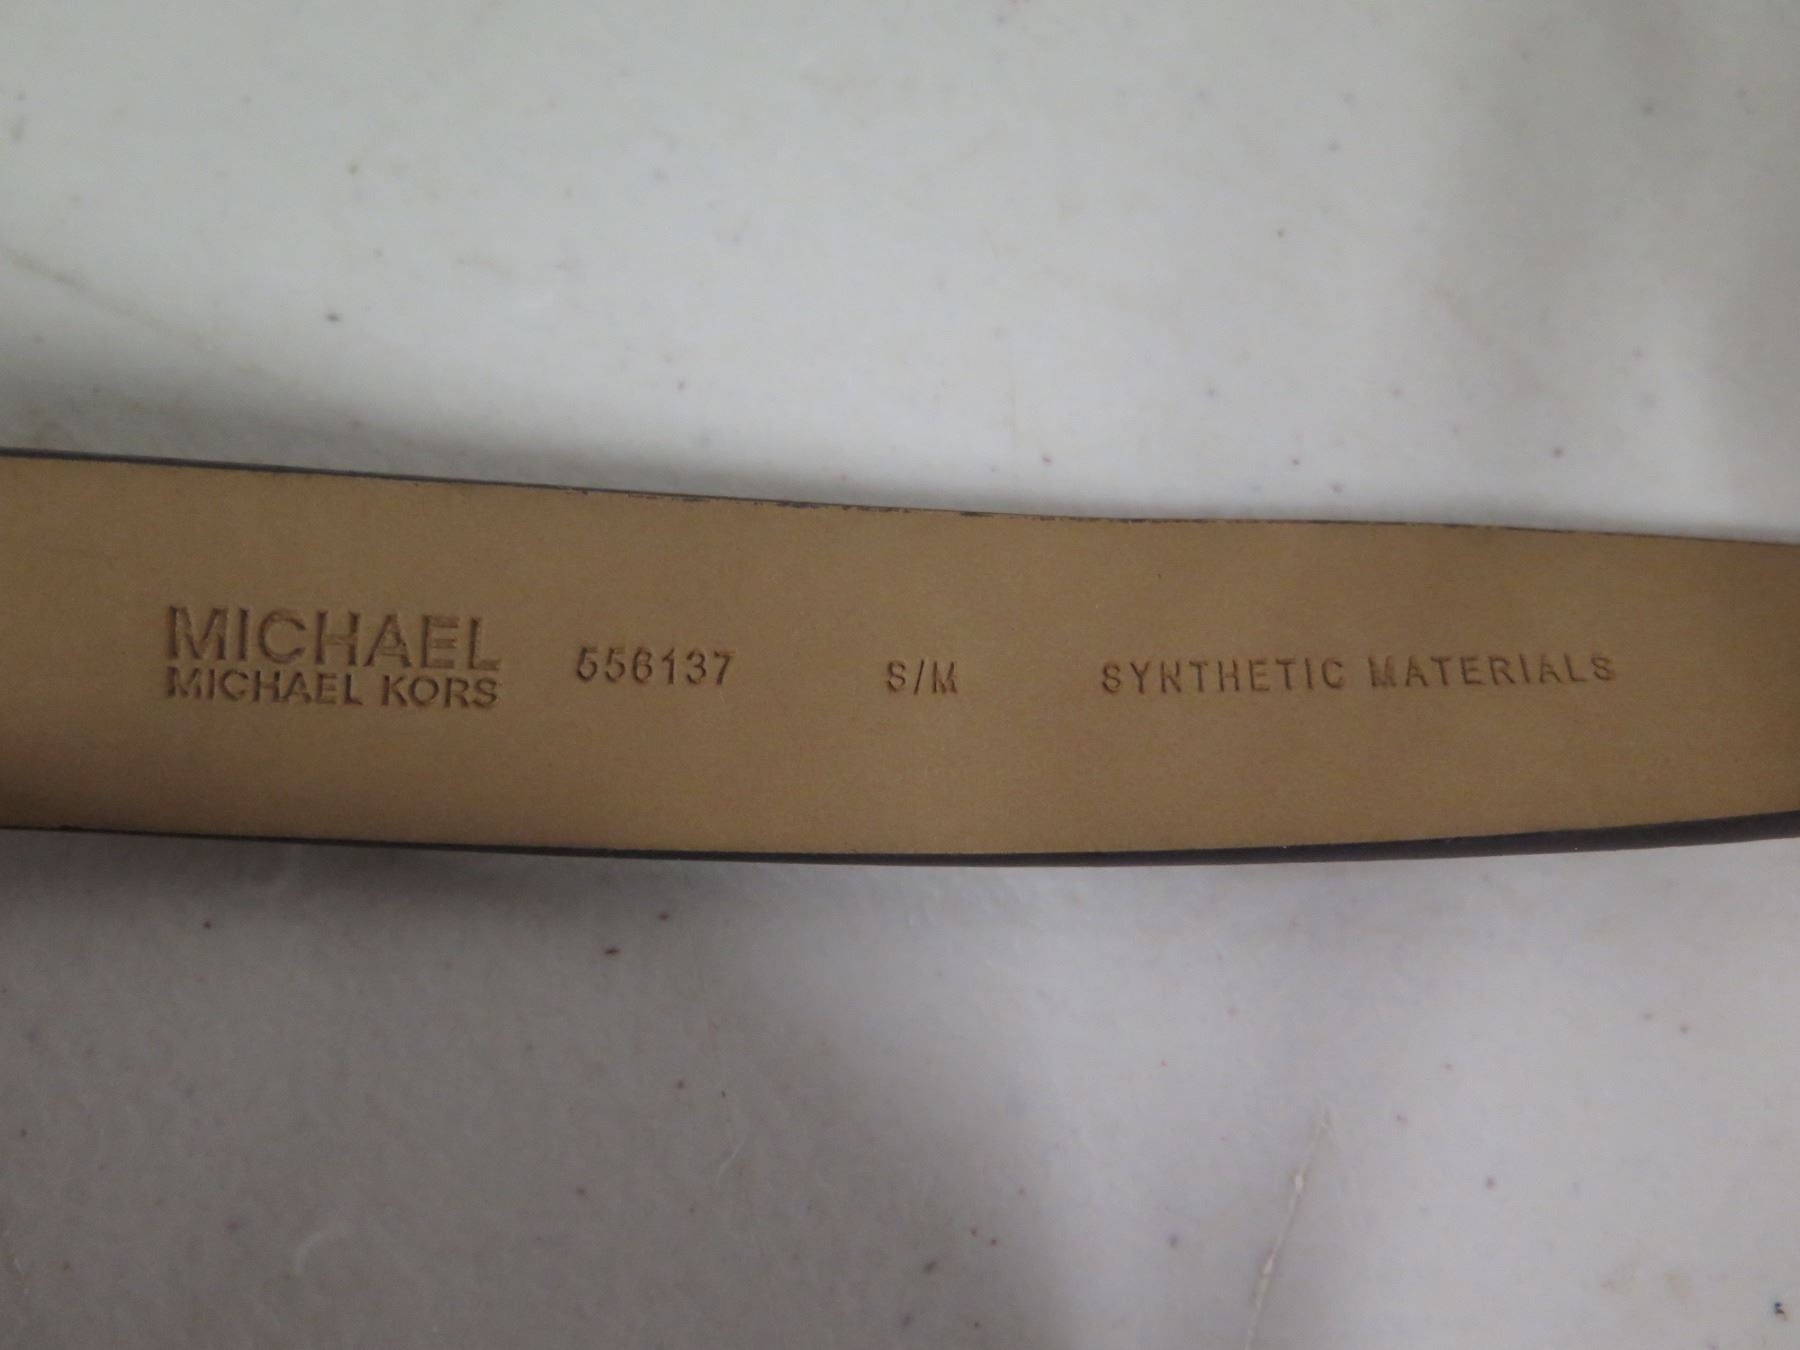 MICHAEL
MICHAEL KORS
556137
S/M
SYNTHETIC MATERIALS